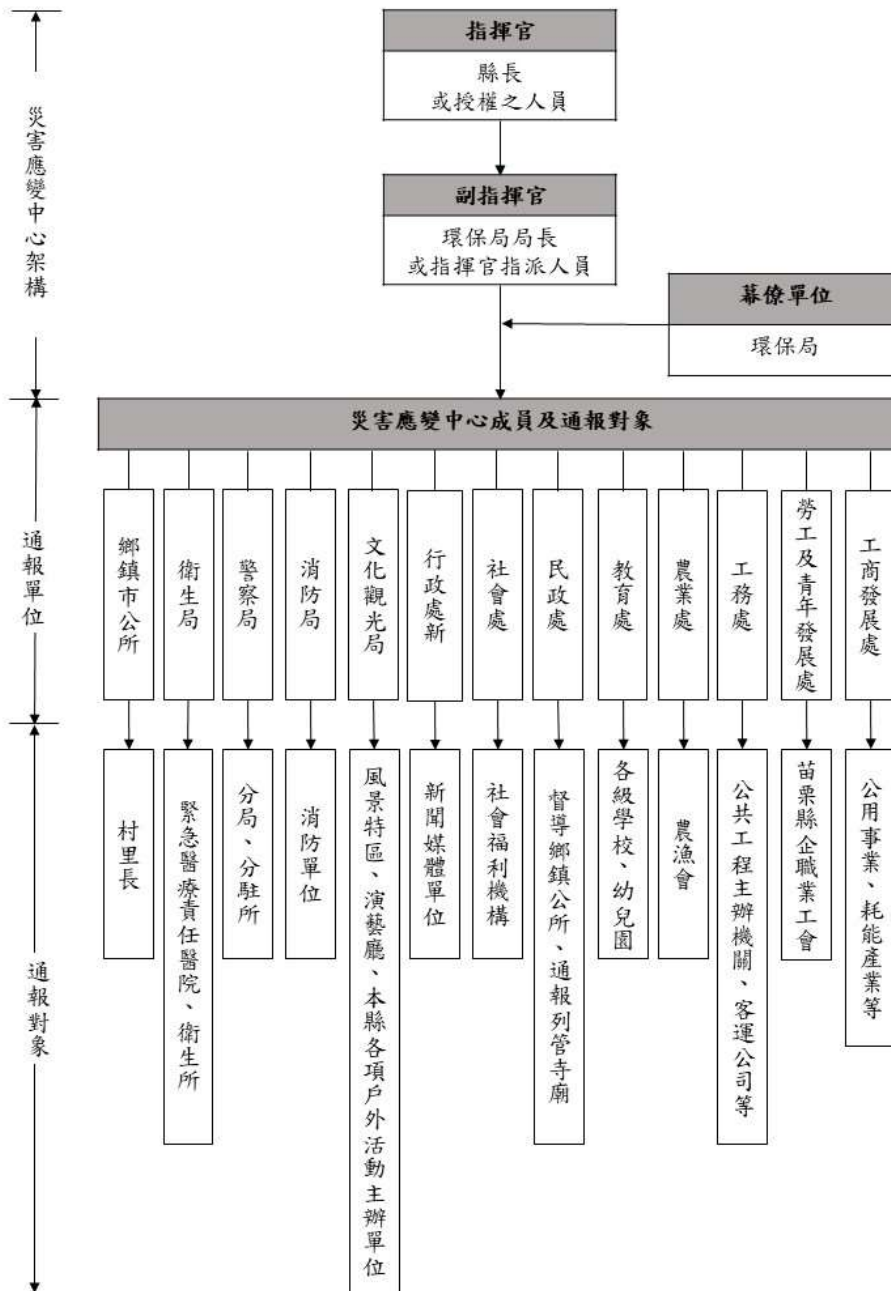 指揮官
縣長
或授權之人員
副指揮官
環保局局長
或指揮官指派人員
幕僚單位
環保局
災害應變中心架構
災害應變中心成員及通報對象
通報單位
鄉鎮市公所
衛生局
警察局
消防局
文化觀光局
行政處新
社會處
民政處
教育處
農業處
工務處
勞工及青年發展處
工商發展處
通報對象
村里長
緊急醫療責任醫院、衛生所
分局、分駐所
消防單位
風景特區、演藝廳、本縣各項戶外活動主辦單位
新聞媒體單位
社會福利機構
督導鄉鎮公所、通報列管寺廟
各級學校、幼兒園
農漁會
公共工程主辦機關、客運公司等
苗栗縣企職業工會
公用事業、耗能產業等